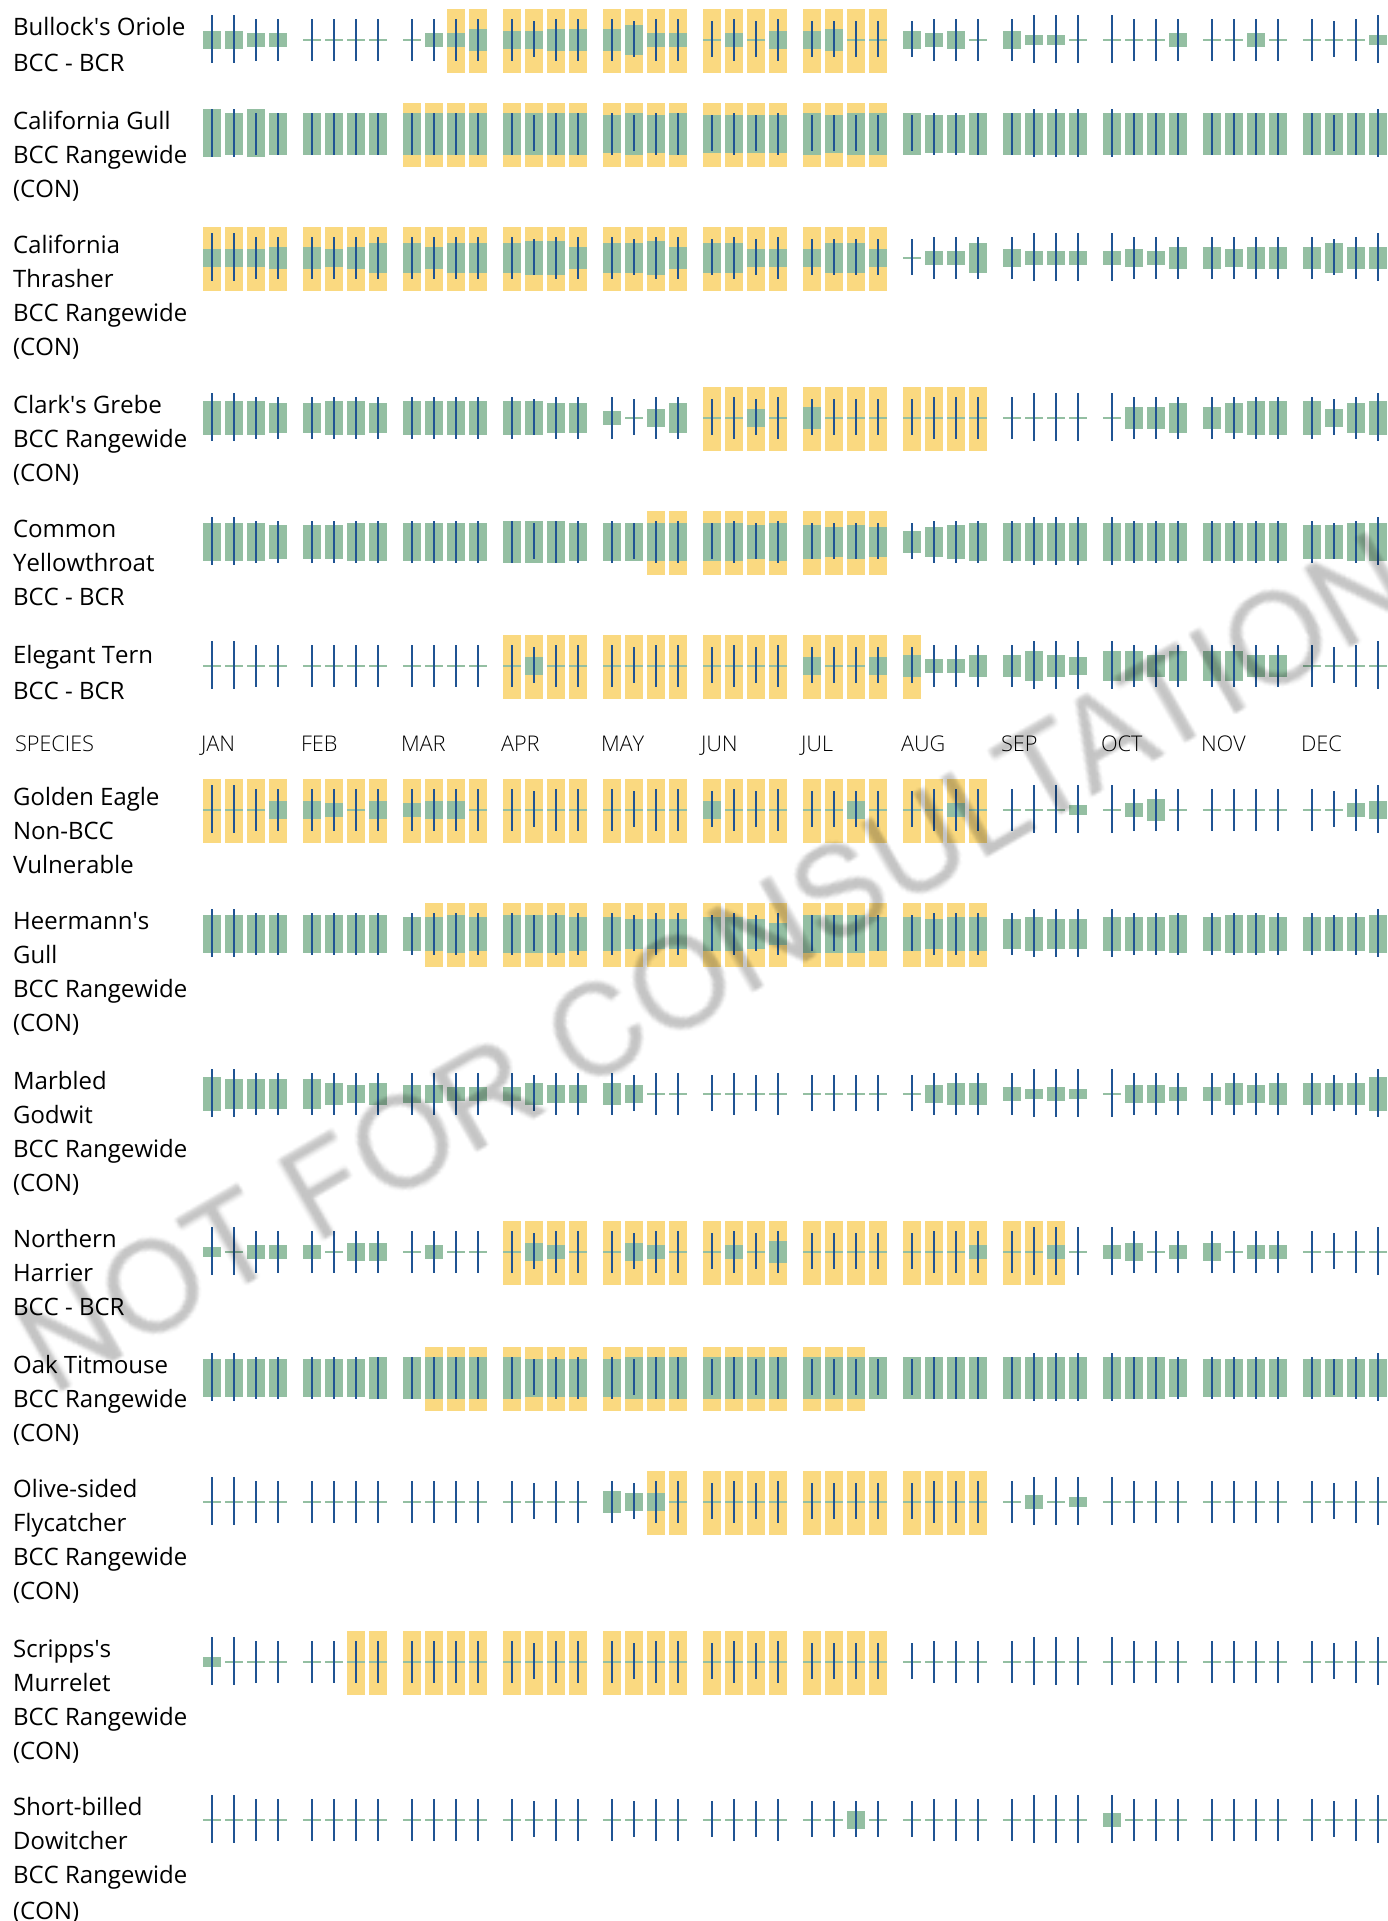 Bullock's Oriole
BCC - BCR
California Gull
BCC Rangewide
(CON)
California
Thrasher
BCC Rangewide
(CON)
Clark's Grebe
BCC Rangewide
(CON)
Common
Yellowthroat
BCC - BCR
Elegant Tern
BCC - BCR
SPECIES JAN FEB MAR APR MAY JUN JUL AUG SEP OCT NOV DEC
Golden Eagle
Non-BCC
Vulnerable
Heermann's
Gull
BCC Rangewide
(CON)
Marbled
Godwit
BCC Rangewide
(CON)
Northern
Harrier
BCC - BCR
Oak Titmouse
BCC Rangewide
(CON)
Olive-sided
Flycatcher
BCC Rangewide
(CON)
Scripps's
Murrelet
BCC Rangewide
(CON)
Short-billed
Dowitcher
BCC Rangewide
(CON)
NOT FOR CONSULTATION